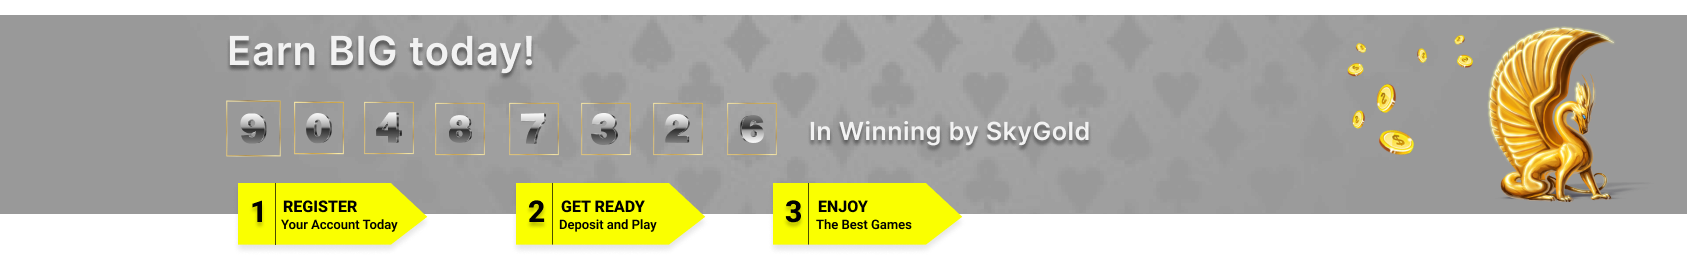 Earn BIG today!
9 0 4 8 7 3 2 6 In Winning by SkyGold
1 REGISTER
Your Account Today
2 GET READY
Deposit and Play
3 ENJOY
The Best Games